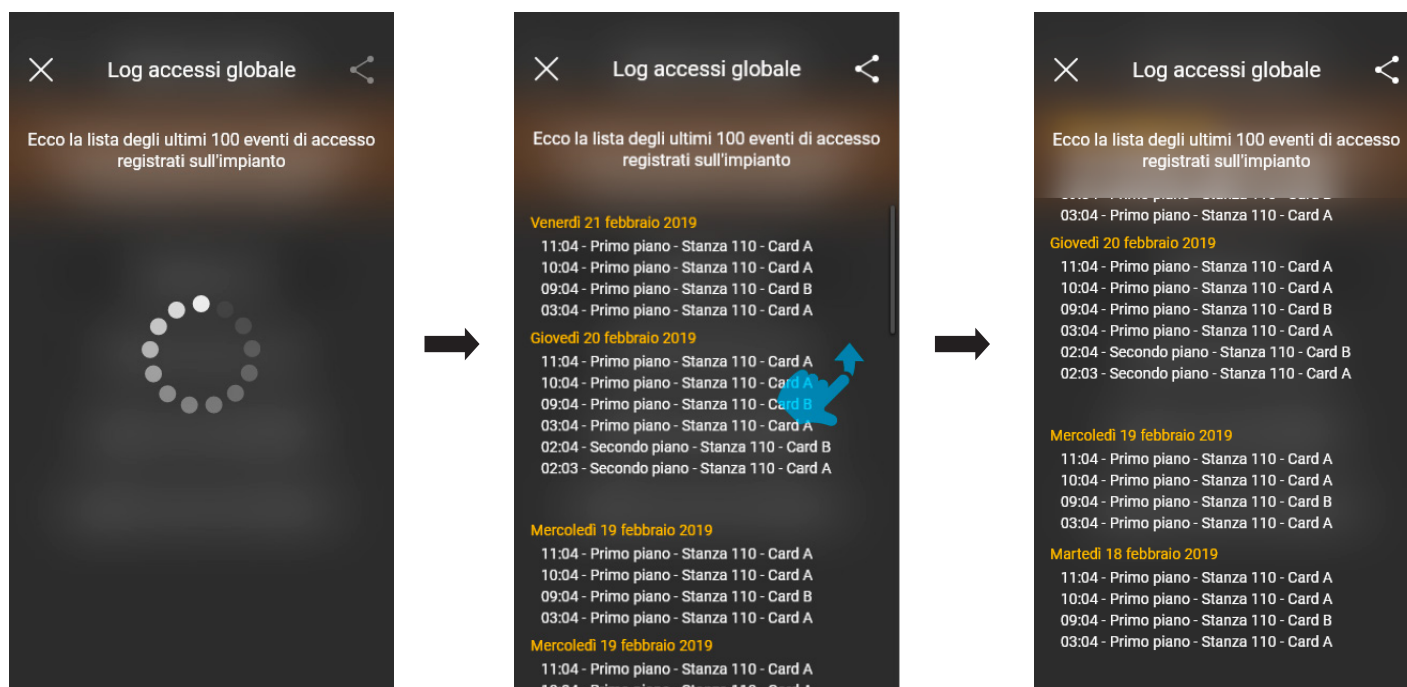 Log accessi globale
Ecco la lista degli ultimi 100 eventi di accesso
registrati sull'impianto
Log accessi globale
Ecco la lista degli ultimi 100 eventi di accesso
registrati sull'impianto
Venerdì 21 febbraio 2019
11:04 - Primo piano - Stanza 110 - Card A
10:04 - Primo piano - Stanza 110 - Card A
09:04 - Primo piano - Stanza 110 - Card B
03:04 - Primo piano - Stanza 110 - Card A
Giovedì 20 febbraio 2019
11:04 - Primo piano - Stanza 110 - Card A
10:04 - Primo piano - Stanza 110 - Card A
09:04 - Primo piano - Stanza 110 - Card B
03:04 - Primo piano - Stanza 110 - Card A
02:04 - Secondo piano - Stanza 110 - Card B
02:03 - Secondo piano - Stanza 110 - Card A
Mercoledì 19 febbraio 2019
11:04 - Primo piano - Stanza 110 - Card A
10:04 - Primo piano - Stanza 110 - Card A
09:04 - Primo piano - Stanza 110 - Card B
03:04 - Primo piano - Stanza 110 - Card A
Mercoledì 19 febbraio 2019
11:04 - Primo piano - Stanza 110 - Card A
Log accessi globale
Ecco la lista degli ultimi 100 eventi di accesso
registrati sull'impianto
03:04 - Primo piano - Stanza 110 - Card A
Giovedì 20 febbraio 2019
11:04 - Primo piano - Stanza 110 - Card A
10:04 - Primo piano - Stanza 110 - Card A
09:04 - Primo piano - Stanza 110 - Card B
03:04 - Primo piano - Stanza 110 - Card A
02:04 - Secondo piano - Stanza 110 - Card B
02:03 - Secondo piano - Stanza 110 - Card A
Mercoledì 19 febbraio 2019
11:04 - Primo piano - Stanza 110 - Card A
10:04 - Primo piano - Stanza 110 - Card A
09:04 - Primo piano - Stanza 110 - Card B
03:04 - Primo piano - Stanza 110 - Card A
Martedì 18 febbraio 2019
11:04 - Primo piano - Stanza 110 - Card A
10:04 - Primo piano - Stanza 110 - Card A
09:04 - Primo piano - Stanza 110 - Card B
03:04 - Primo piano - Stanza 110 - Card A